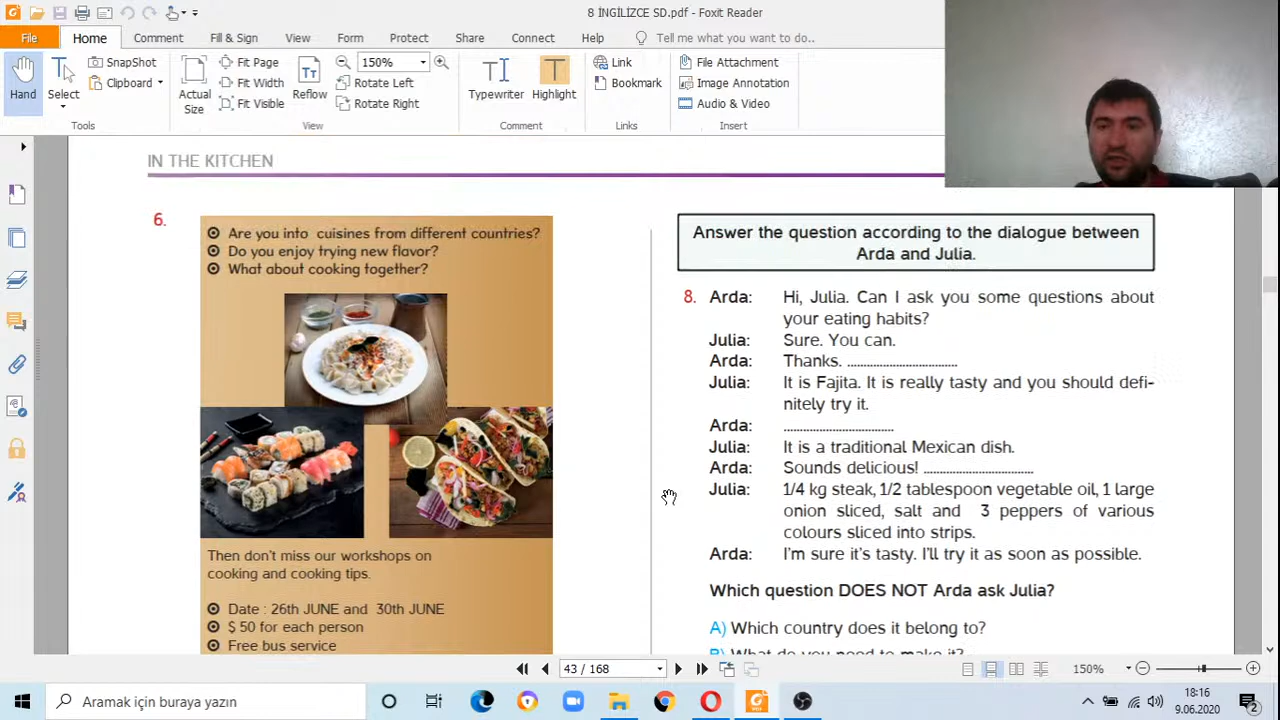 8 İNGİLİZCE SD.pdf - Foxit Reader
File Home Comment Fill & Sign View Form Protect Share Connect Help Tell me what you want to do..
Hand
Select
SnapShot
Clipboard
Tools
Actual
Size
Fit Page
Fit Width
Fit Visible
Reflow
150%
Rotate Left
Rotate Right
View
Typewriter
Highlight
Comment
Link
Bookmark
Links
File Attachment
Image Annotation
Audio & Video
Insert
IN THE KITCHEN
6.
Are you into cuisines from different countries?
Do you enjoy trying new flavor?
What about cooking together?
Then don't miss our workshops on
cooking and cooking tips.
Date : 26th JUNE and 30th JUNE
$ 50 for each person
Free bus service
Answer the question according to the dialogue between
Arda and Julia.
8. Arda: Hi, Julia. Can I ask you some questions about
your eating habits?
Julia: Sure. You can.
Arda: Thanks. ..................................
Julia: It is Fajita. It is really tasty and you should defi-
nitely try it.
Arda: ..................................
Julia: It is a traditional Mexican dish.
Arda: Sounds delicious! ..................................
Julia: 1/4 kg steak, 1/2 tablespoon vegetable oil, 1 large
onion sliced, salt and 3 peppers of various
colours sliced into strips.
Arda: I'm sure it's tasty. I'll try it as soon as possible.
Which question DOES NOT Arda ask Julia?
A) Which country does it belong to?
B) What do you need to make it?
43 / 168
150%
Aramak için buraya yazın
18:16
9.06.2020
2